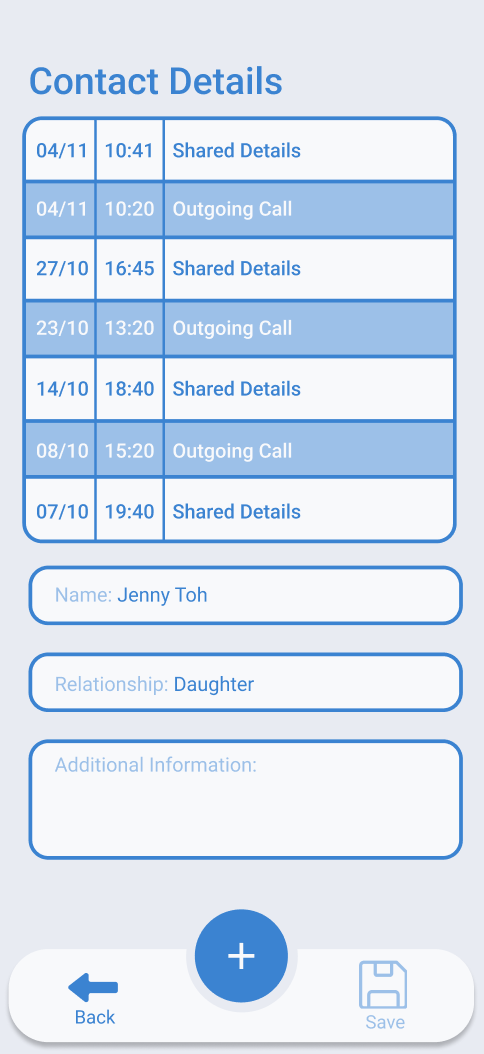 Contact Details
04/11 10:41 Shared Details
04/11 10:20 Outgoing Call
27/10 16:45 Shared Details
23/10 13:20 Outgoing Call
14/10 18:40 Shared Details
08/10 15:20 Outgoing Call
07/10 19:40 Shared Details
Name: Jenny Toh
Relationship: Daughter
Additional Information:
+
Back
Save